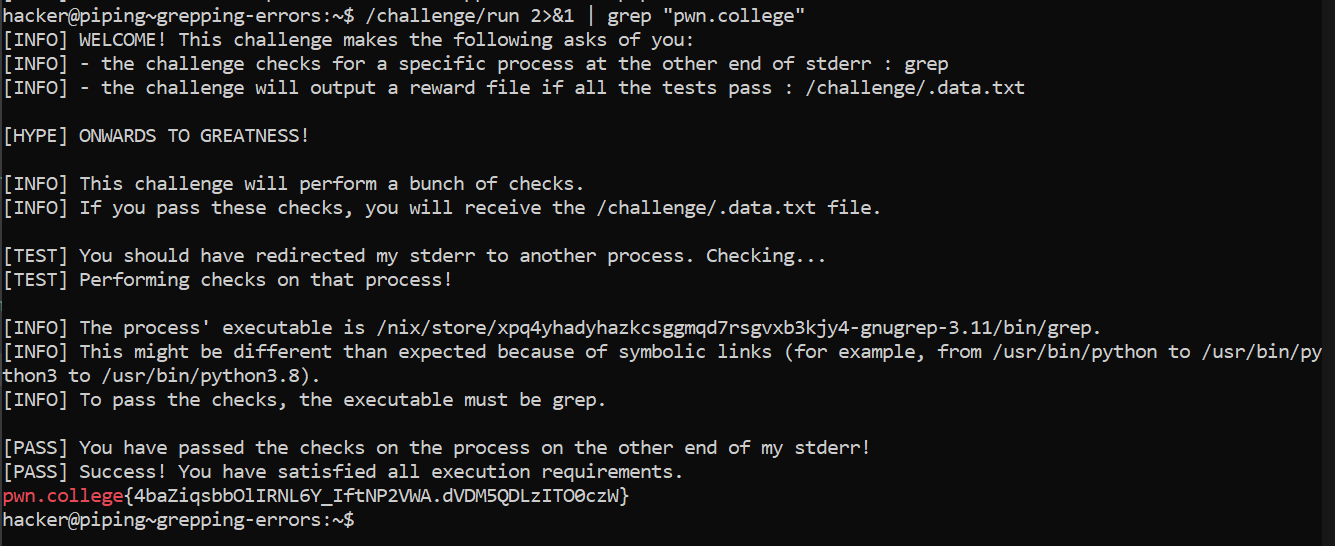 hacker@piping~grepping-errors:~$ /challenge/run 2>&1 | grep "pwn.college"
[INFO] WELCOME! This challenge makes the following asks of you:
[INFO] - the challenge checks for a specific process at the other end of stderr : grep
[INFO] - the challenge will output a reward file if all the tests pass : /challenge/.data.txt
[HYPE] ONWARDS TO GREATNESS!
[INFO] This challenge will perform a bunch of checks.
[INFO] If you pass these checks, you will receive the /challenge/.data.txt file.
[TEST] You should have redirected my stderr to another process. Checking...
[TEST] Performing checks on that process!
[INFO] The process' executable is /nix/store/xpq4yhadyhazkcsggmqd7rsgvxb3kjy4-gnugrep-3.11/bin/grep.
[INFO] This might be different than expected because of symbolic links (for example, from /usr/bin/python to /usr/bin/py
thon3 to /usr/bin/python3.8).
[INFO] To pass the checks, the executable must be grep.
[PASS] You have passed the checks on the process on the other end of my stderr!
[PASS] Success! You have satisfied all execution requirements.
pwn.college{4baZiqsbbOlIRNL6Y_IftNP2VWA.dVDM5QDLzITO0czW}
hacker@piping~grepping-errors:~$